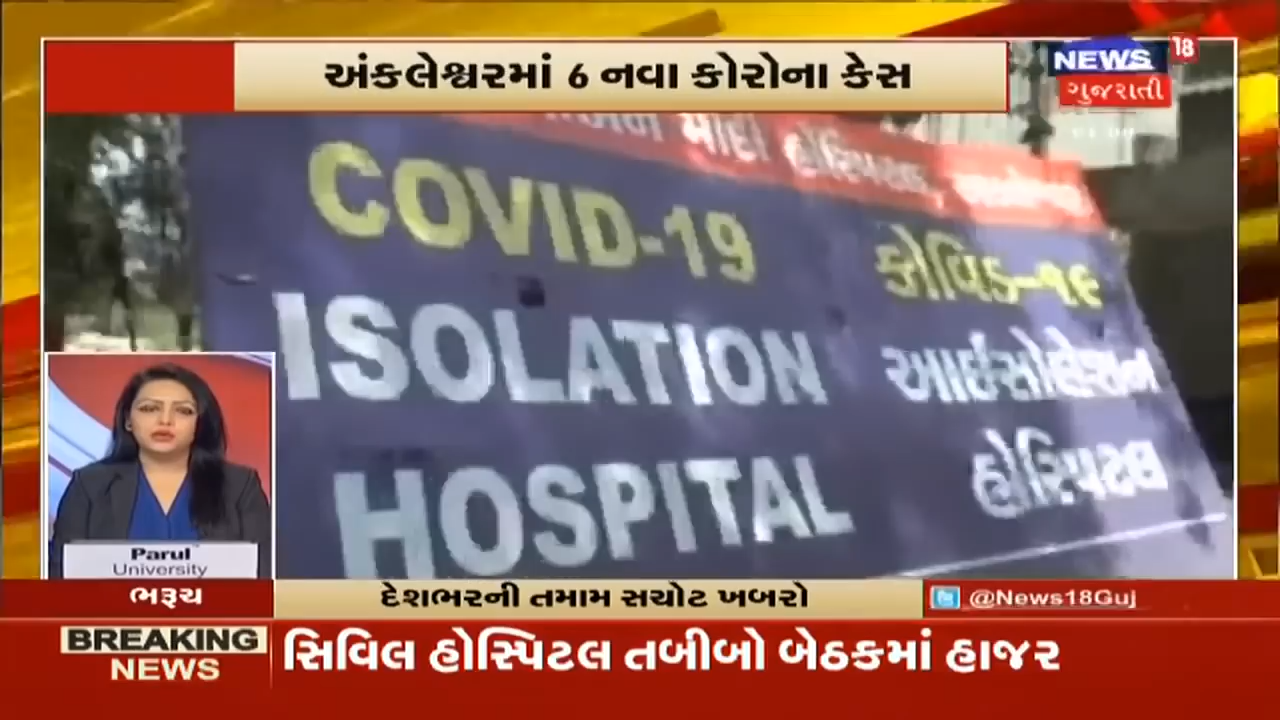 અંકલેશ્વરમાં 6 નવા કોરોના કેસ
NEWS 18
ગુજરાતી
મોદી હોસ્પિટલ,
COVID-19
કોવિડ-૧૯
ISOLATION
આઈસોલેશન
HOSPITAL
હોસ્પિટલ
Parul
University
ભરૂચ
દેશભરની તમામ સચોટ ખબરો
@News18Guj
BREAKING
NEWS
સિવિલ હોસ્પિટલ તબીબો બેઠકમાં હાજર